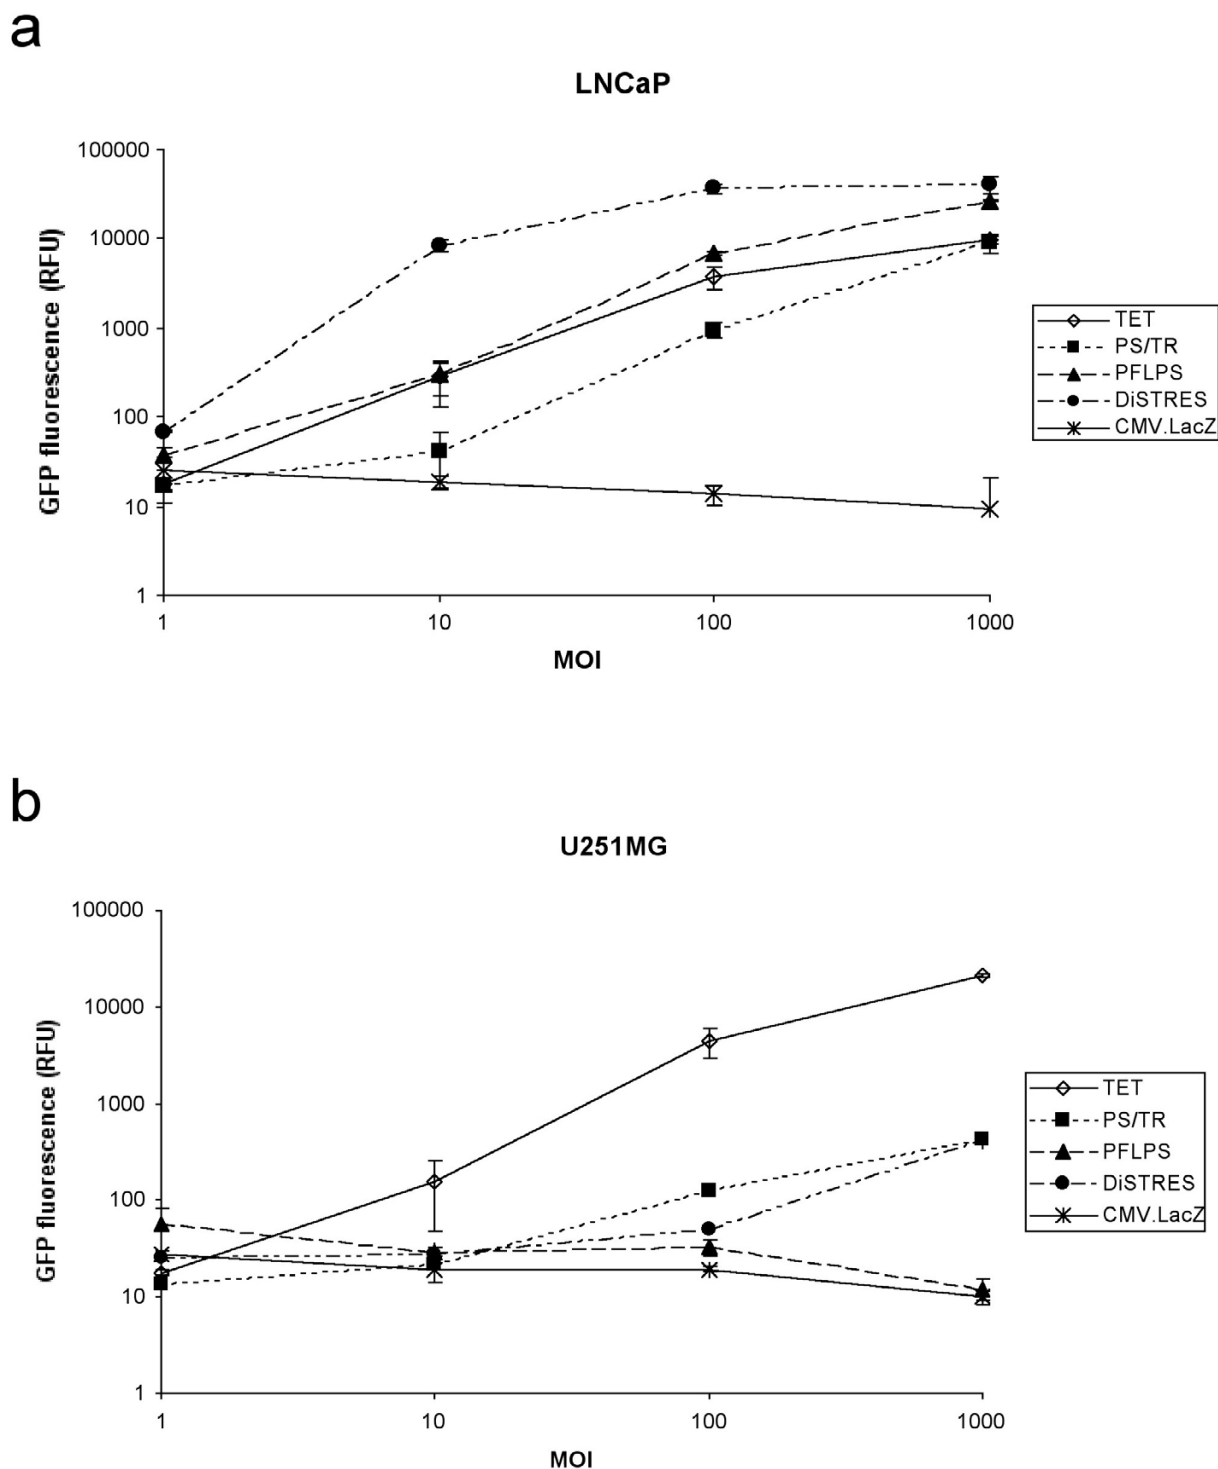 a
LNCaP
GFP fluorescence (RFU)
100000
10000
1000
100
10
1
1 10 100 1000
MOI
TET
PS/TR
PFLPS
DiSTRES
CMV.LacZ
b
U251MG
GFP fluorescence (RFU)
100000
10000
1000
100
10
1
1 10 100 1000
MOI
TET
PS/TR
PFLPS
DiSTRES
CMV.LacZ